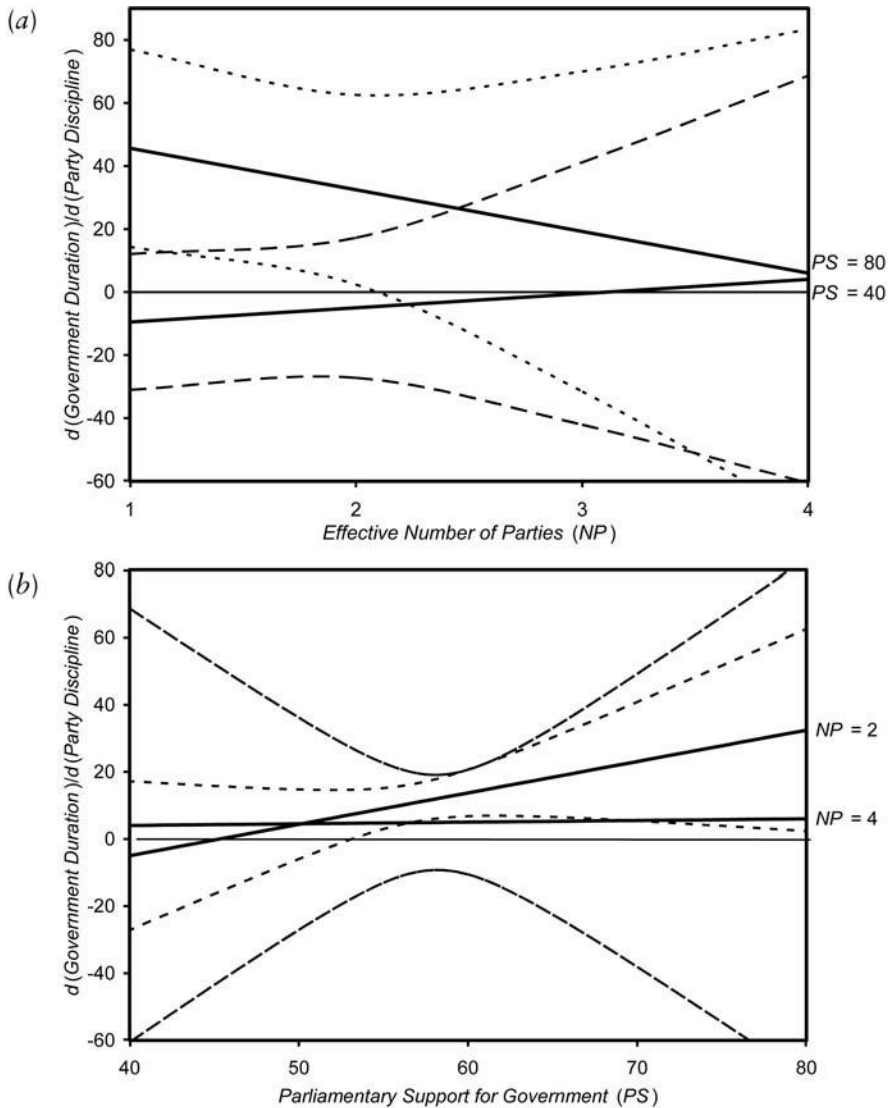 (a)
d(Government Duration)/d(Party Discipline)
80
60
40
20
0
-20
-40
-60
PS = 80
PS = 40
1 2 3 4
Effective Number of Parties (NP)
(b)
d(Government Duration)/d(Party Discipline)
80
60
40
20
0
-20
-40
-60
NP = 2
NP = 4
40 50 60 70 80
Parliamentary Support for Government (PS)